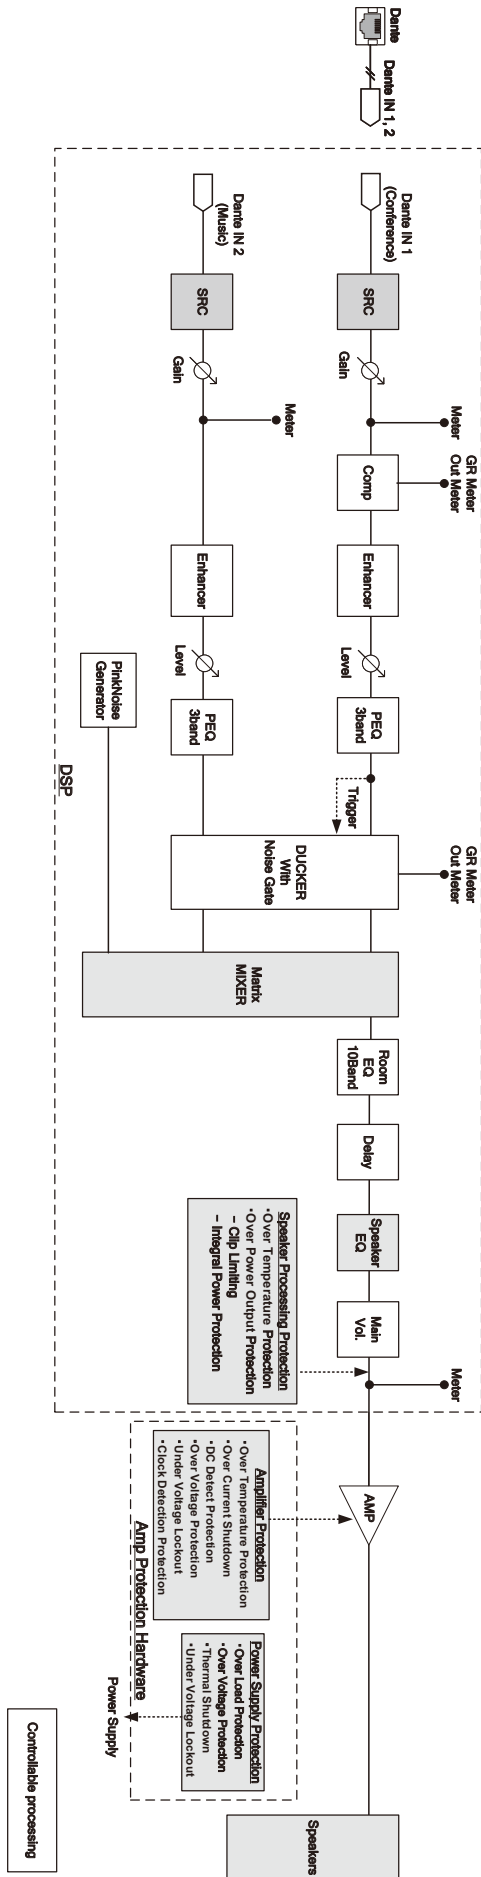 Dante
Dante IN 1, 2
Dante IN 1
(Conference)
SRC
Gain
Meter
Comp
GR Meter
Out Meter
Enhancer
Level
PEQ
3band
Trigger
Dante IN 2
(Music)
SRC
Gain
Meter
Enhancer
Level
PEQ
3band
PinkNoise
Generator
DSP
DUCKER
With
Noise Gate
GR Meter
Out Meter
Matrix
MIXER
Room
EQ
10Band
Delay
Speaker
EQ
Main
Vol.
Meter
Speaker Processing Protection
•Over Temperature Protection
•Over Power Output Protection
– Clip Limiting
– Integral Power Protection
AMP
Amplifier Protection
•Over Temperature Protection
•Over Current Shutdown
•DC Detect Protection
•Over Voltage Protection
•Under Voltage Lockout
•Clock Detection Protection
Power Supply Protection
•Over Load Protection
•Over Voltage Protection
•Thermal Shutdown
•Under Voltage Lockout
Amp Protection Hardware
Power Supply
Speakers
Controllable processing